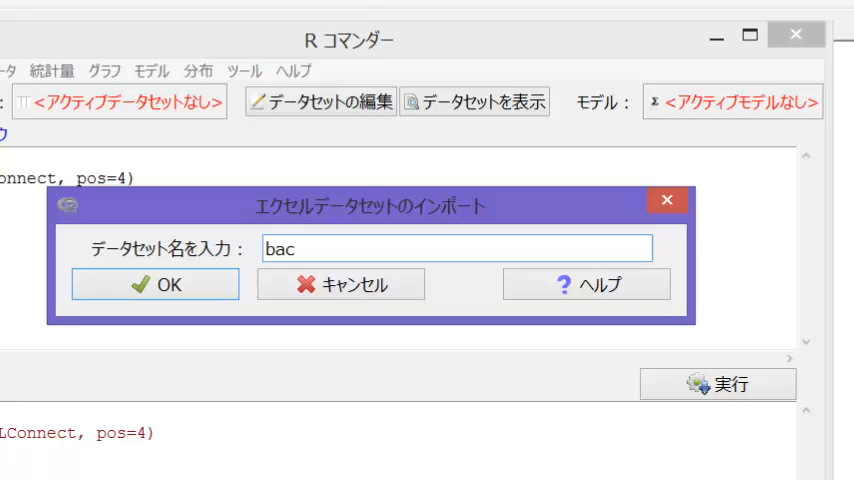 R コマンダー
ータ 統計量 グラフ モデル 分布 ツール ヘルプ
: <アクティブデータセットなし> データセットの編集 データセットを表示 モデル： Σ <アクティブモデルなし>
ウ
onnect, pos=4)
エクセルデータセットのインポート
データセット名を入力： bac
OK キャンセル ? ヘルプ
実行
LConnect, pos=4)